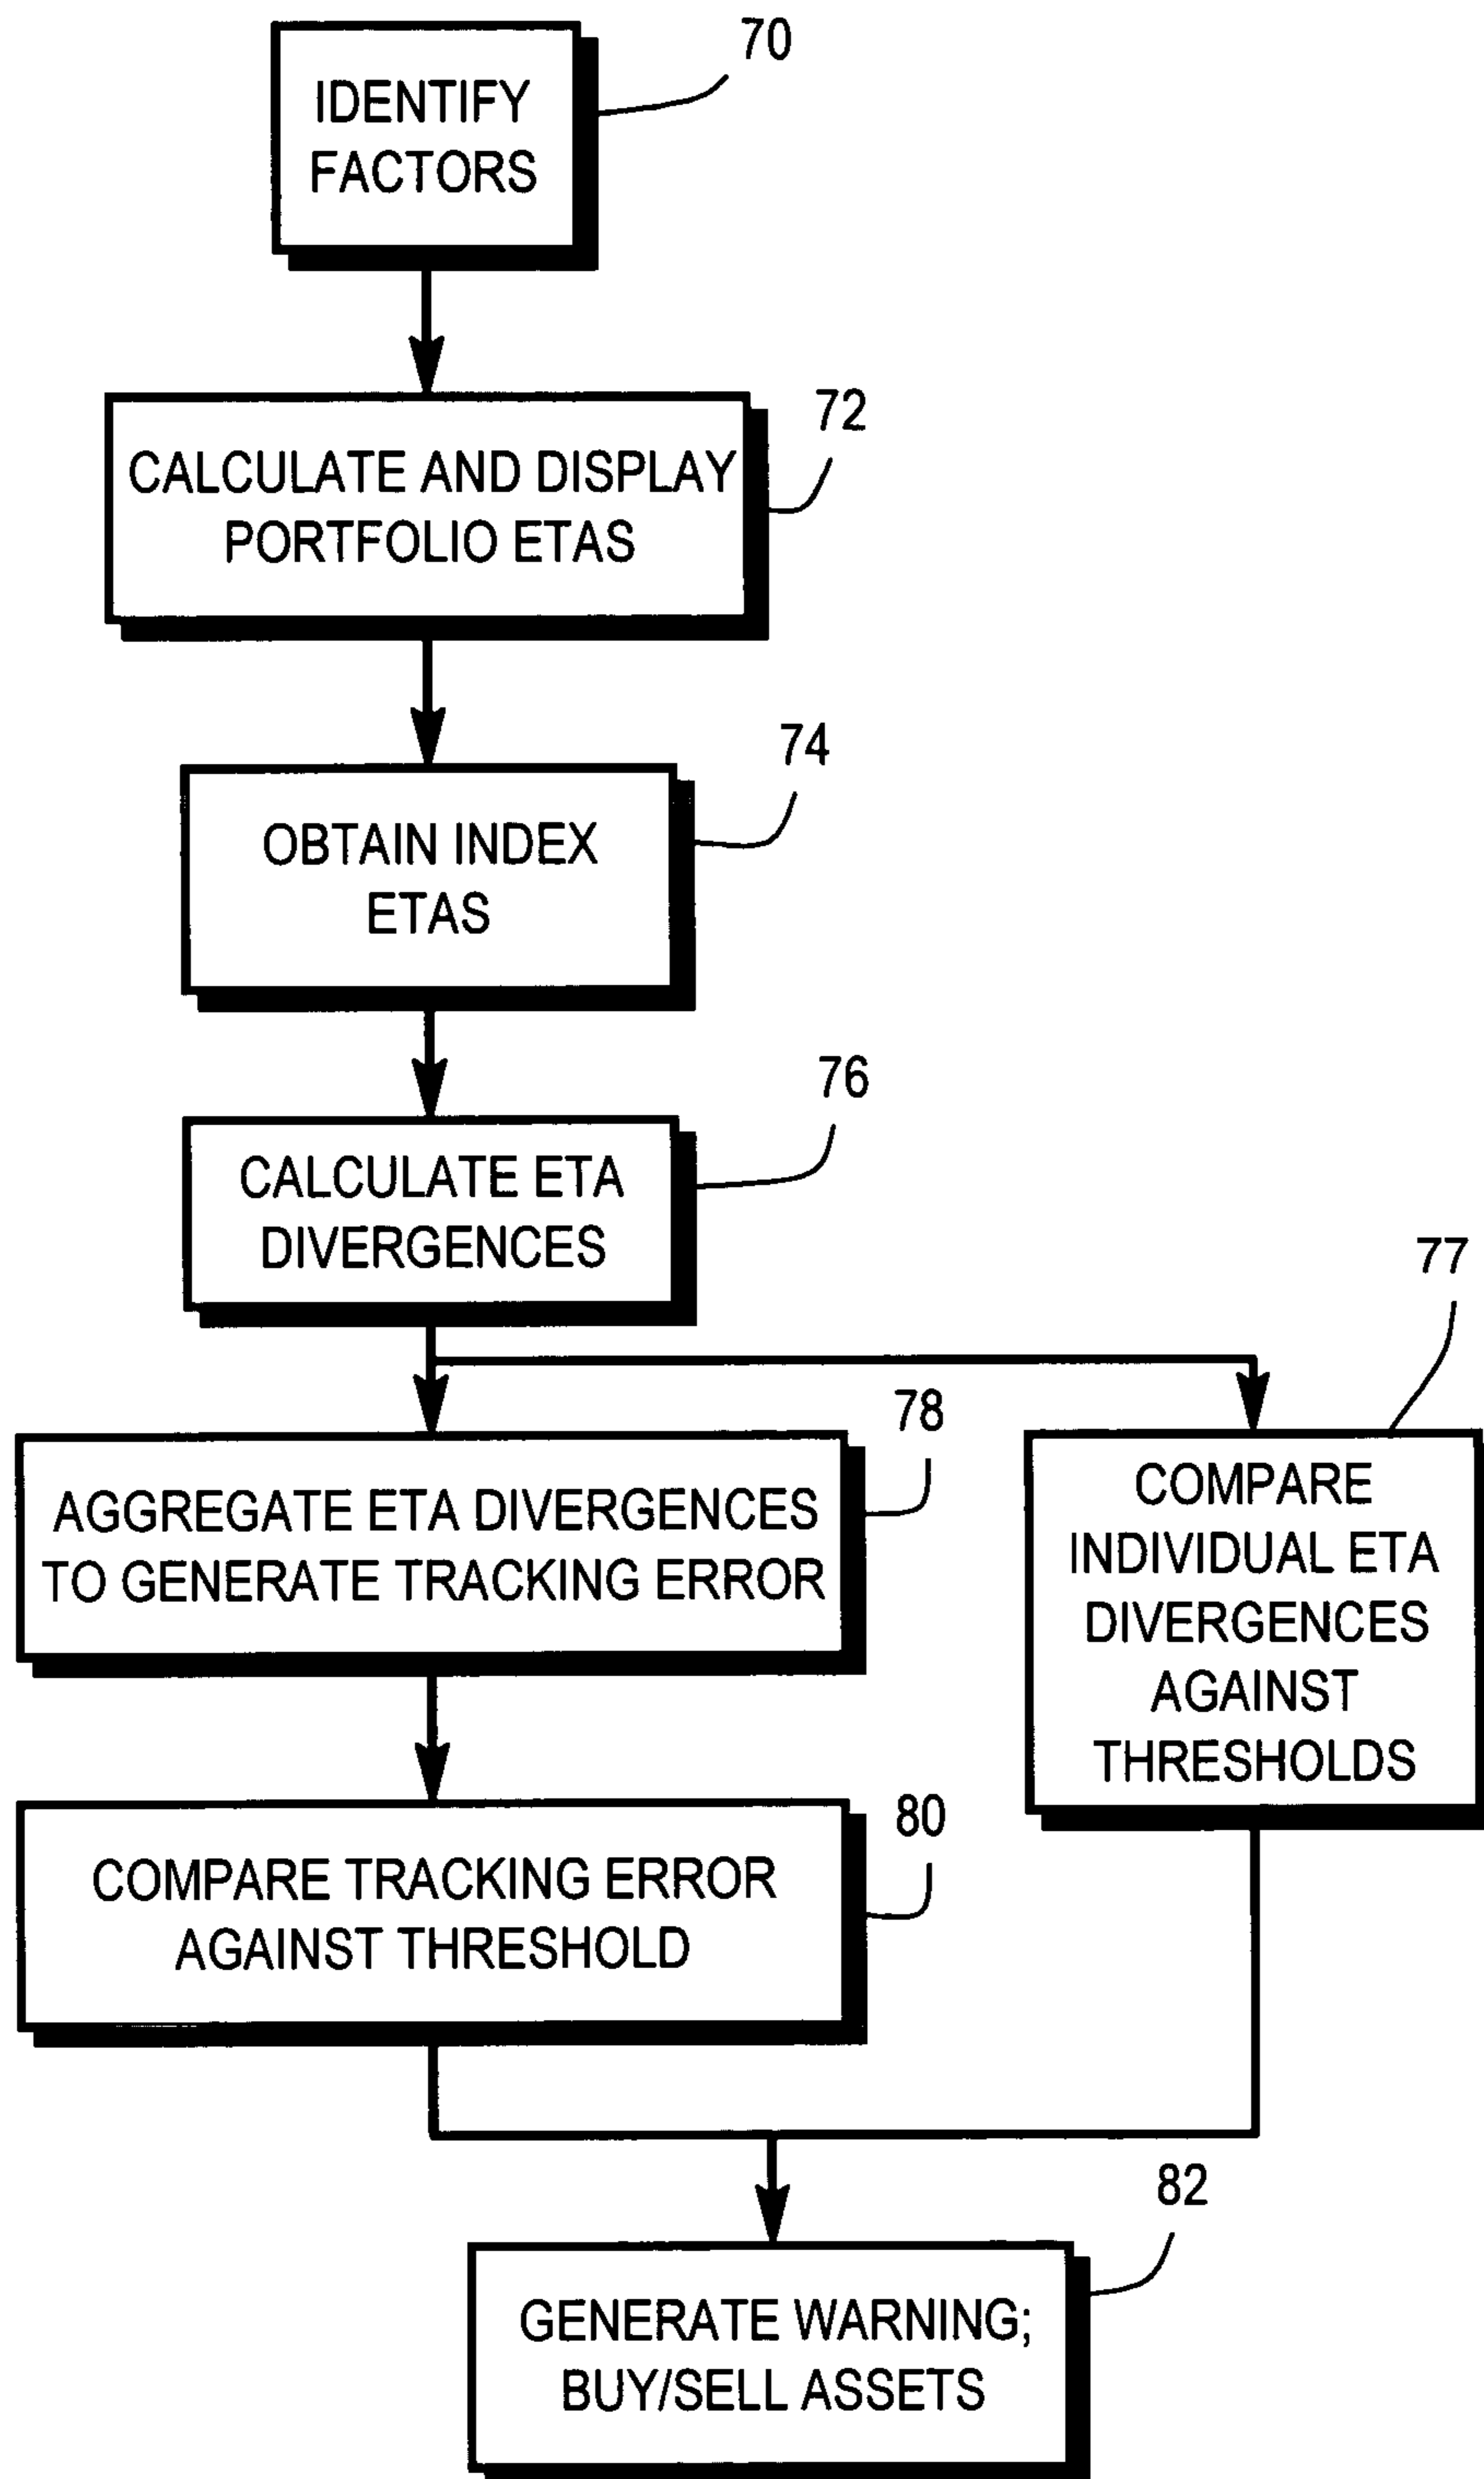 70
IDENTIFY
FACTORS
72
CALCULATE AND DISPLAY
PORTFOLIO ETAS
74
OBTAIN INDEX
ETAS
76
CALCULATE ETA
DIVERGENCES
77
78
AGGREGATE ETA DIVERGENCES
TO GENERATE TRACKING ERROR
COMPARE
INDIVIDUAL ETA
DIVERGENCES
AGAINST
THRESHOLDS
80
COMPARE TRACKING ERROR
AGAINST THRESHOLD
82
GENERATE WARNING;
BUY/SELL ASSETS